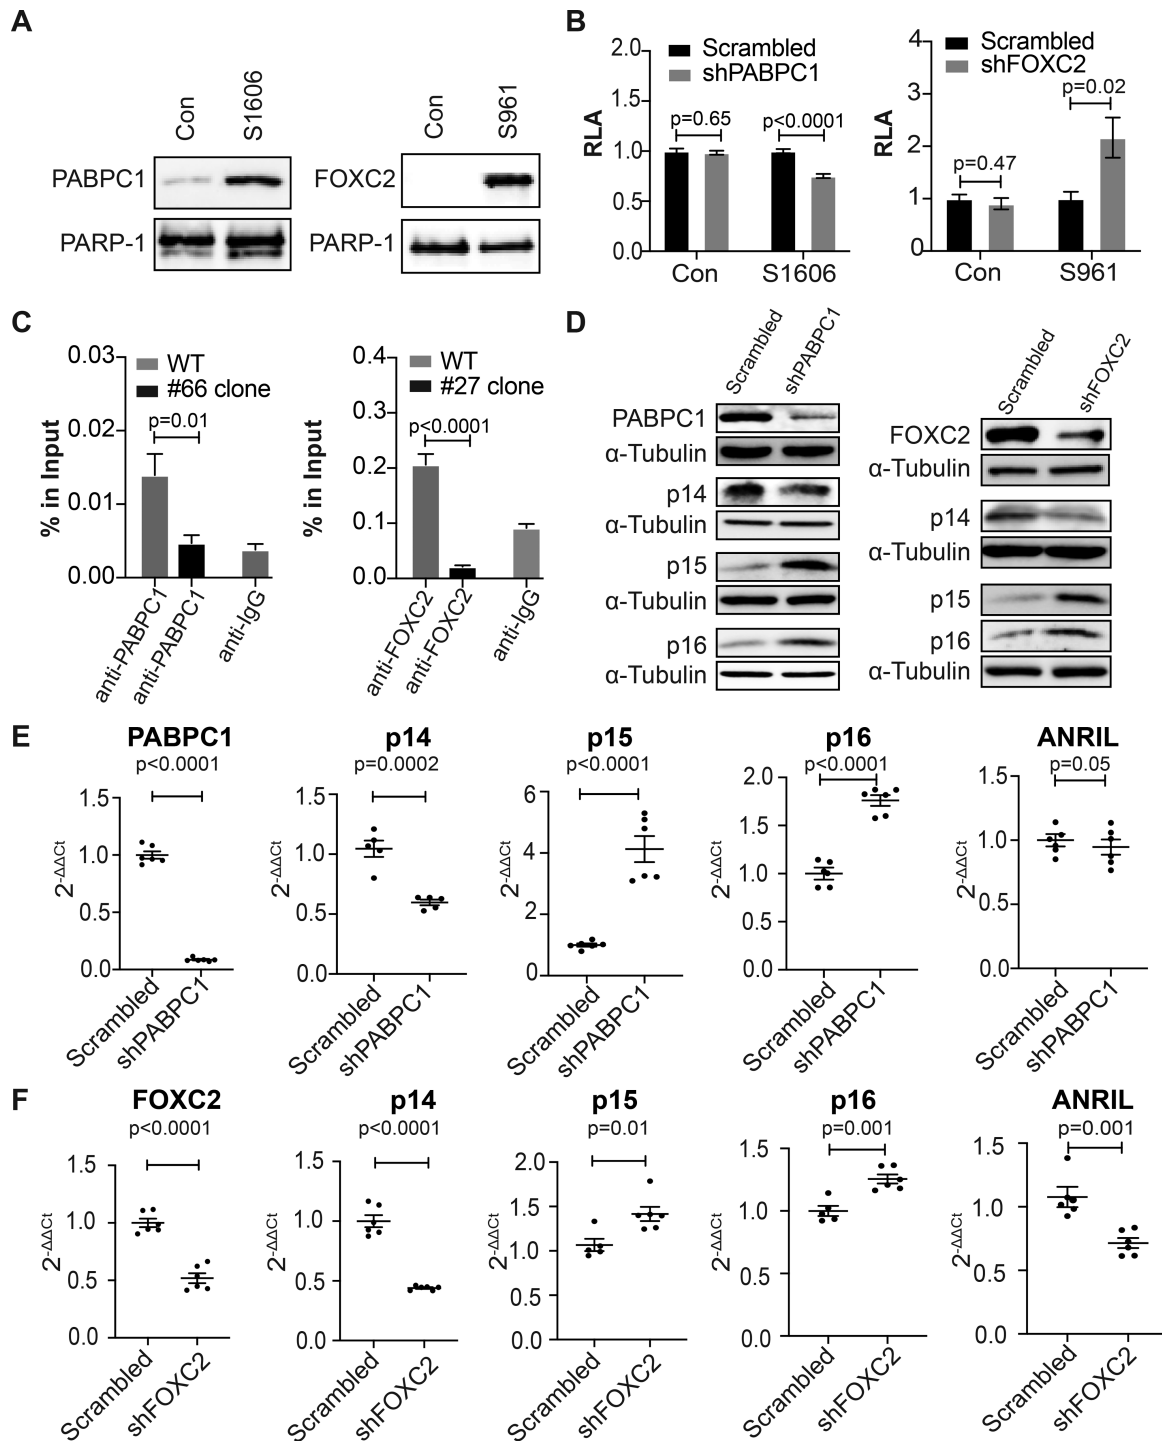 A
Con
S1606
Con
S961
PABPC1
FOXC2
PARP-1
PARP-1
B
RLA
2.0
1.5
1.0
0.5
0.0
Scrambled
shPABPC1
p=0.65
p<0.0001
Con
S1606
RLA
4
3
2
1
0
Scrambled
shFOXC2
p=0.02
p=0.47
Con
S961
C
% in Input
0.03
0.02
0.01
0.00
WT
#66 clone
p=0.01
anti-PABPC1
anti-PABPC1
anti-IgG
% in Input
0.4
0.3
0.2
0.1
0.0
WT
#27 clone
p<0.0001
anti-FOXC2
anti-FOXC2
anti-IgG
D
Scrambled
shPABPC1
PABPC1
α-Tubulin
p14
α-Tubulin
p15
α-Tubulin
p16
α-Tubulin
Scrambled
shFOXC2
FOXC2
α-Tubulin
p14
α-Tubulin
p15
p16
α-Tubulin
E
PABPC1
p<0.0001
2-ΔΔCt
1.5
1.0
0.5
0.0
Scrambled
shPABPC1
p14
p=0.0002
2-ΔΔCt
1.5
1.0
0.5
0.0
Scrambled
shPABPC1
p15
p<0.0001
2-ΔΔCt
6
4
2
0
Scrambled
shPABPC1
p16
p<0.0001
2-ΔΔCt
2.0
1.5
1.0
0.5
0.0
Scrambled
shPABPC1
ANRIL
p=0.05
2-ΔΔCt
1.5
1.0
0.5
0.0
Scrambled
shPABPC1
F
FOXC2
p<0.0001
2-ΔΔCt
1.5
1.0
0.5
0.0
Scrambled
shFOXC2
p14
p<0.0001
2-ΔΔCt
1.5
1.0
0.5
0.0
Scrambled
shFOXC2
p15
p=0.01
2-ΔΔCt
2.0
1.5
1.0
0.5
0.0
Scrambled
shFOXC2
p16
p=0.001
2-ΔΔCt
1.5
1.0
0.5
0.0
Scrambled
shFOXC2
ANRIL
p=0.001
2-ΔΔCt
1.5
1.0
0.5
0.0
Scrambled
shFOXC2